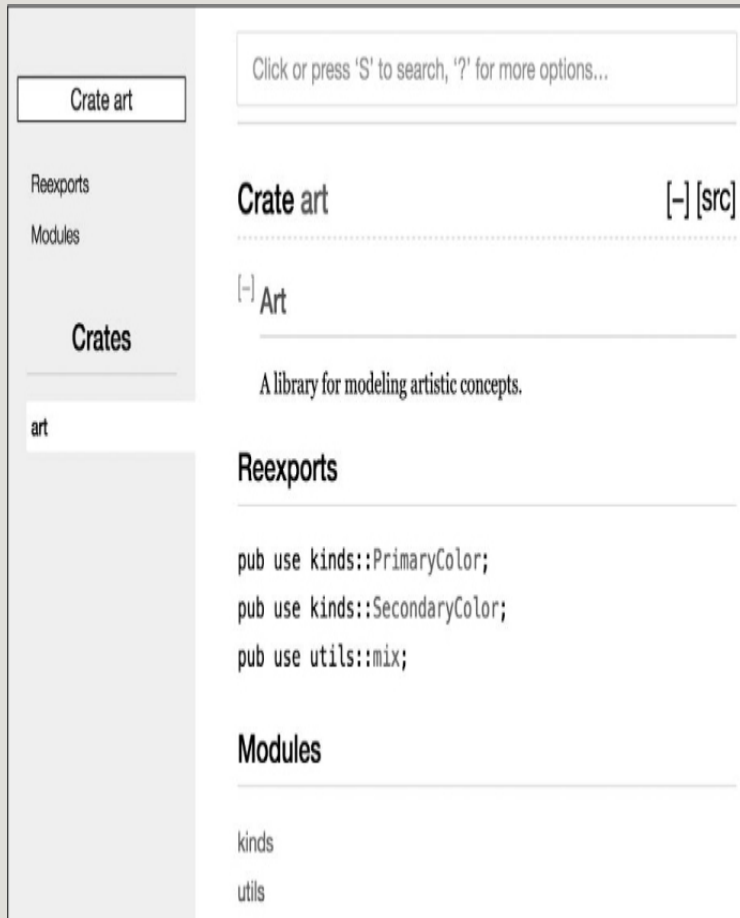 Crate art
Reexports
Modules
Crates
art
Click or press ‘S’ to search, ‘?’ for more options...
Crate art [–] [src]
[–] Art
A library for modeling artistic concepts.
Reexports
pub use kinds::PrimaryColor;
pub use kinds::SecondaryColor;
pub use utils::mix;
Modules
kinds
utils